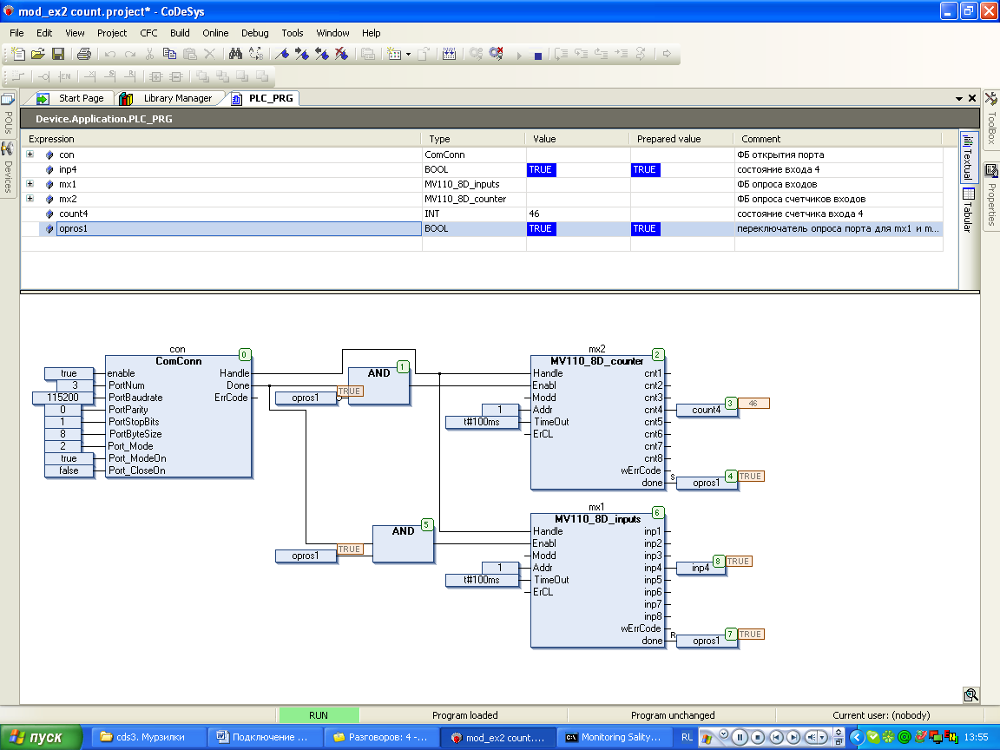 mod_ex2 count.project* - CoDeSys
File Edit View Project CFC Build Online Debug Tools Window Help
Start Page Library Manager PLC_PRG
Device.Application.PLC_PRG
POUs
Devices
Expression Type Value Prepared value Comment
con ComConn ФБ открытия порта
inp4 BOOL TRUE TRUE состояние входа 4
mx1 MV110_8D_inputs ФБ опроса входов
mx2 MV110_8D_counter ФБ опроса счетчиков входов
count4 INT 46 состояние счетчика входа 4
opros1 BOOL TRUE TRUE переключатель опроса порта для mx1 и m...
Textual
Tabular
ToolBox
Properties
con
ComConn 0
true enable Handle
3 PortNum Done
115200 PortBaudrate ErrCode
0 PortParity
1 PortStopBits
8 PortByteSize
2 Port_Mode
true Port_ModeOn
false Port_CloseOn
AND 1
opros1 TRUE
mx2
MV110_8D_counter 2
Handle cnt1
Enabl cnt2
Modd cnt3
1 Addr cnt4 count4 3 46
t#100ms TimeOut cnt5
ErCL cnt6
cnt7
cnt8
wErrCode
done S opros1 4 TRUE
AND 5
opros1 TRUE
mx1
MV110_8D_inputs 6
Handle inp1
Enabl inp2
Modd inp3
1 Addr inp4 inp4 8 TRUE
t#100ms TimeOut inp5
ErCL inp6
inp7
inp8
wErrCode
done R opros1 7 TRUE
RUN Program loaded Program unchanged Current user: (nobody)
пуск cds3. Мурзилки Подключение ... Разговоров: 4 -... mod_ex2 count.... Monitoring Sality... RL 13:55